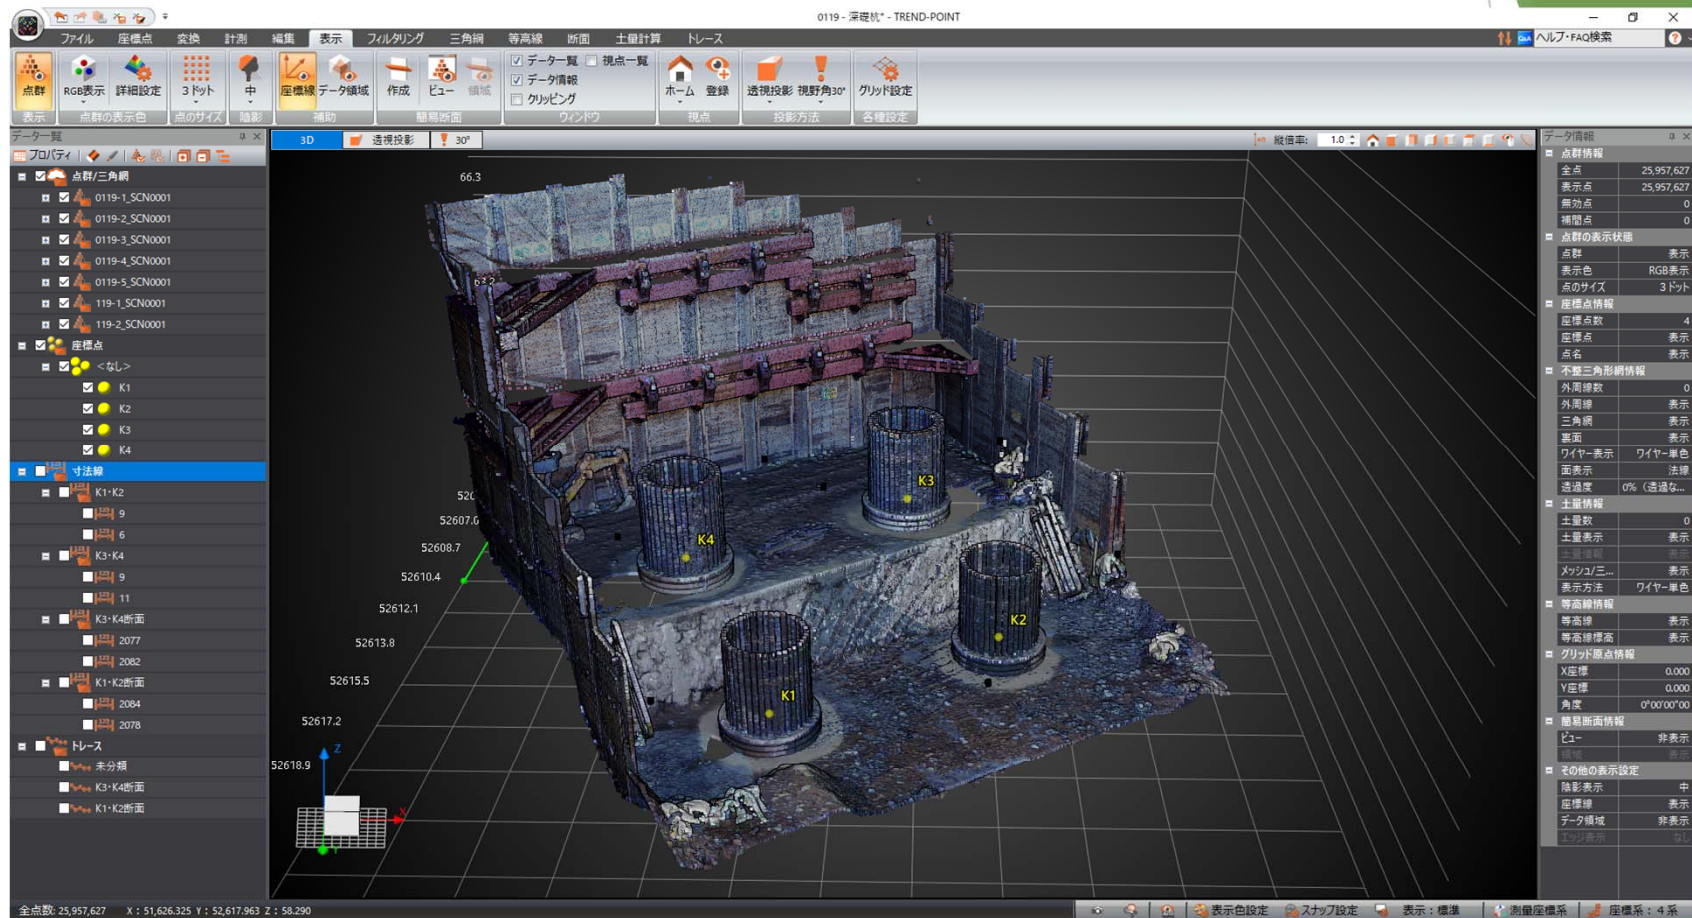 0119 - 深礎杭* - TREND-POINT
ファイル 座標点 変換 計測 編集 表示 フィルタリング 三角網 等高線 断面 土量計算 トレース
Q&A ヘルプ・FAQ検索
点群 RGB表示 詳細設定 3ドット 中 座標線 データ領域 作成 ビュー 領域
データ一覧 視点一覧
データ情報
クリッピング
ホーム 登録 透視投影 視野角30° グリッド設定
表示 点群の表示色 点のサイズ 陰影 補助 簡易断面 ウィンドウ 視点 投影方法 各種設定
データ一覧
プロパティ
点群/三角網
0119-1_SCN0001
0119-2_SCN0001
0119-3_SCN0001
0119-4_SCN0001
0119-5_SCN0001
119-1_SCN0001
119-2_SCN0001
座標点
<なし>
K1
K2
K3
K4
寸法線
K1・K2
9
6
K3・K4
9
11
K3・K4断面
2077
2082
K1・K2断面
2084
2078
トレース
未分類
K3・K4断面
K1・K2断面
3D 透視投影 30° 縦倍率: 1.0
66.3
52607.0
52608.7
52610.4
52612.1
52613.8
52615.5
52617.2
52618.9
K3
K4
K2
K1
Z
X
Y
データ情報
点群情報
全点 25,957,627
表示点 25,957,627
無効点 0
補間点 0
点群の表示状態
点群 表示
表示色 RGB表示
点のサイズ 3ドット
座標点情報
座標点数 4
座標点 表示
点名 表示
不整三角形網情報
外周線数 0
外周線 表示
三角網 表示
裏面 表示
ワイヤー表示 ワイヤー単色
面表示 法線
透過度 0% (透過な...
土量情報
土量数 0
土量表示 表示
土量情報 表示
メッシュ/三... 表示
表示方法 ワイヤー単色
等高線情報
等高線 表示
等高線標高 表示
グリッド原点情報
X座標 0.000
Y座標 0.000
角度 0°00'00"00
簡易断面情報
ビュー 非表示
領域 表示
その他の表示設定
陰影表示 中
座標線 表示
データ領域 非表示
エッジ表示 なし
全点数: 25,957,627 X : 51,626.325 Y : 52,617.963 Z : 58.290
表示色設定 スナップ設定 表示 : 標準 測量座標系 座標系 : 4 系